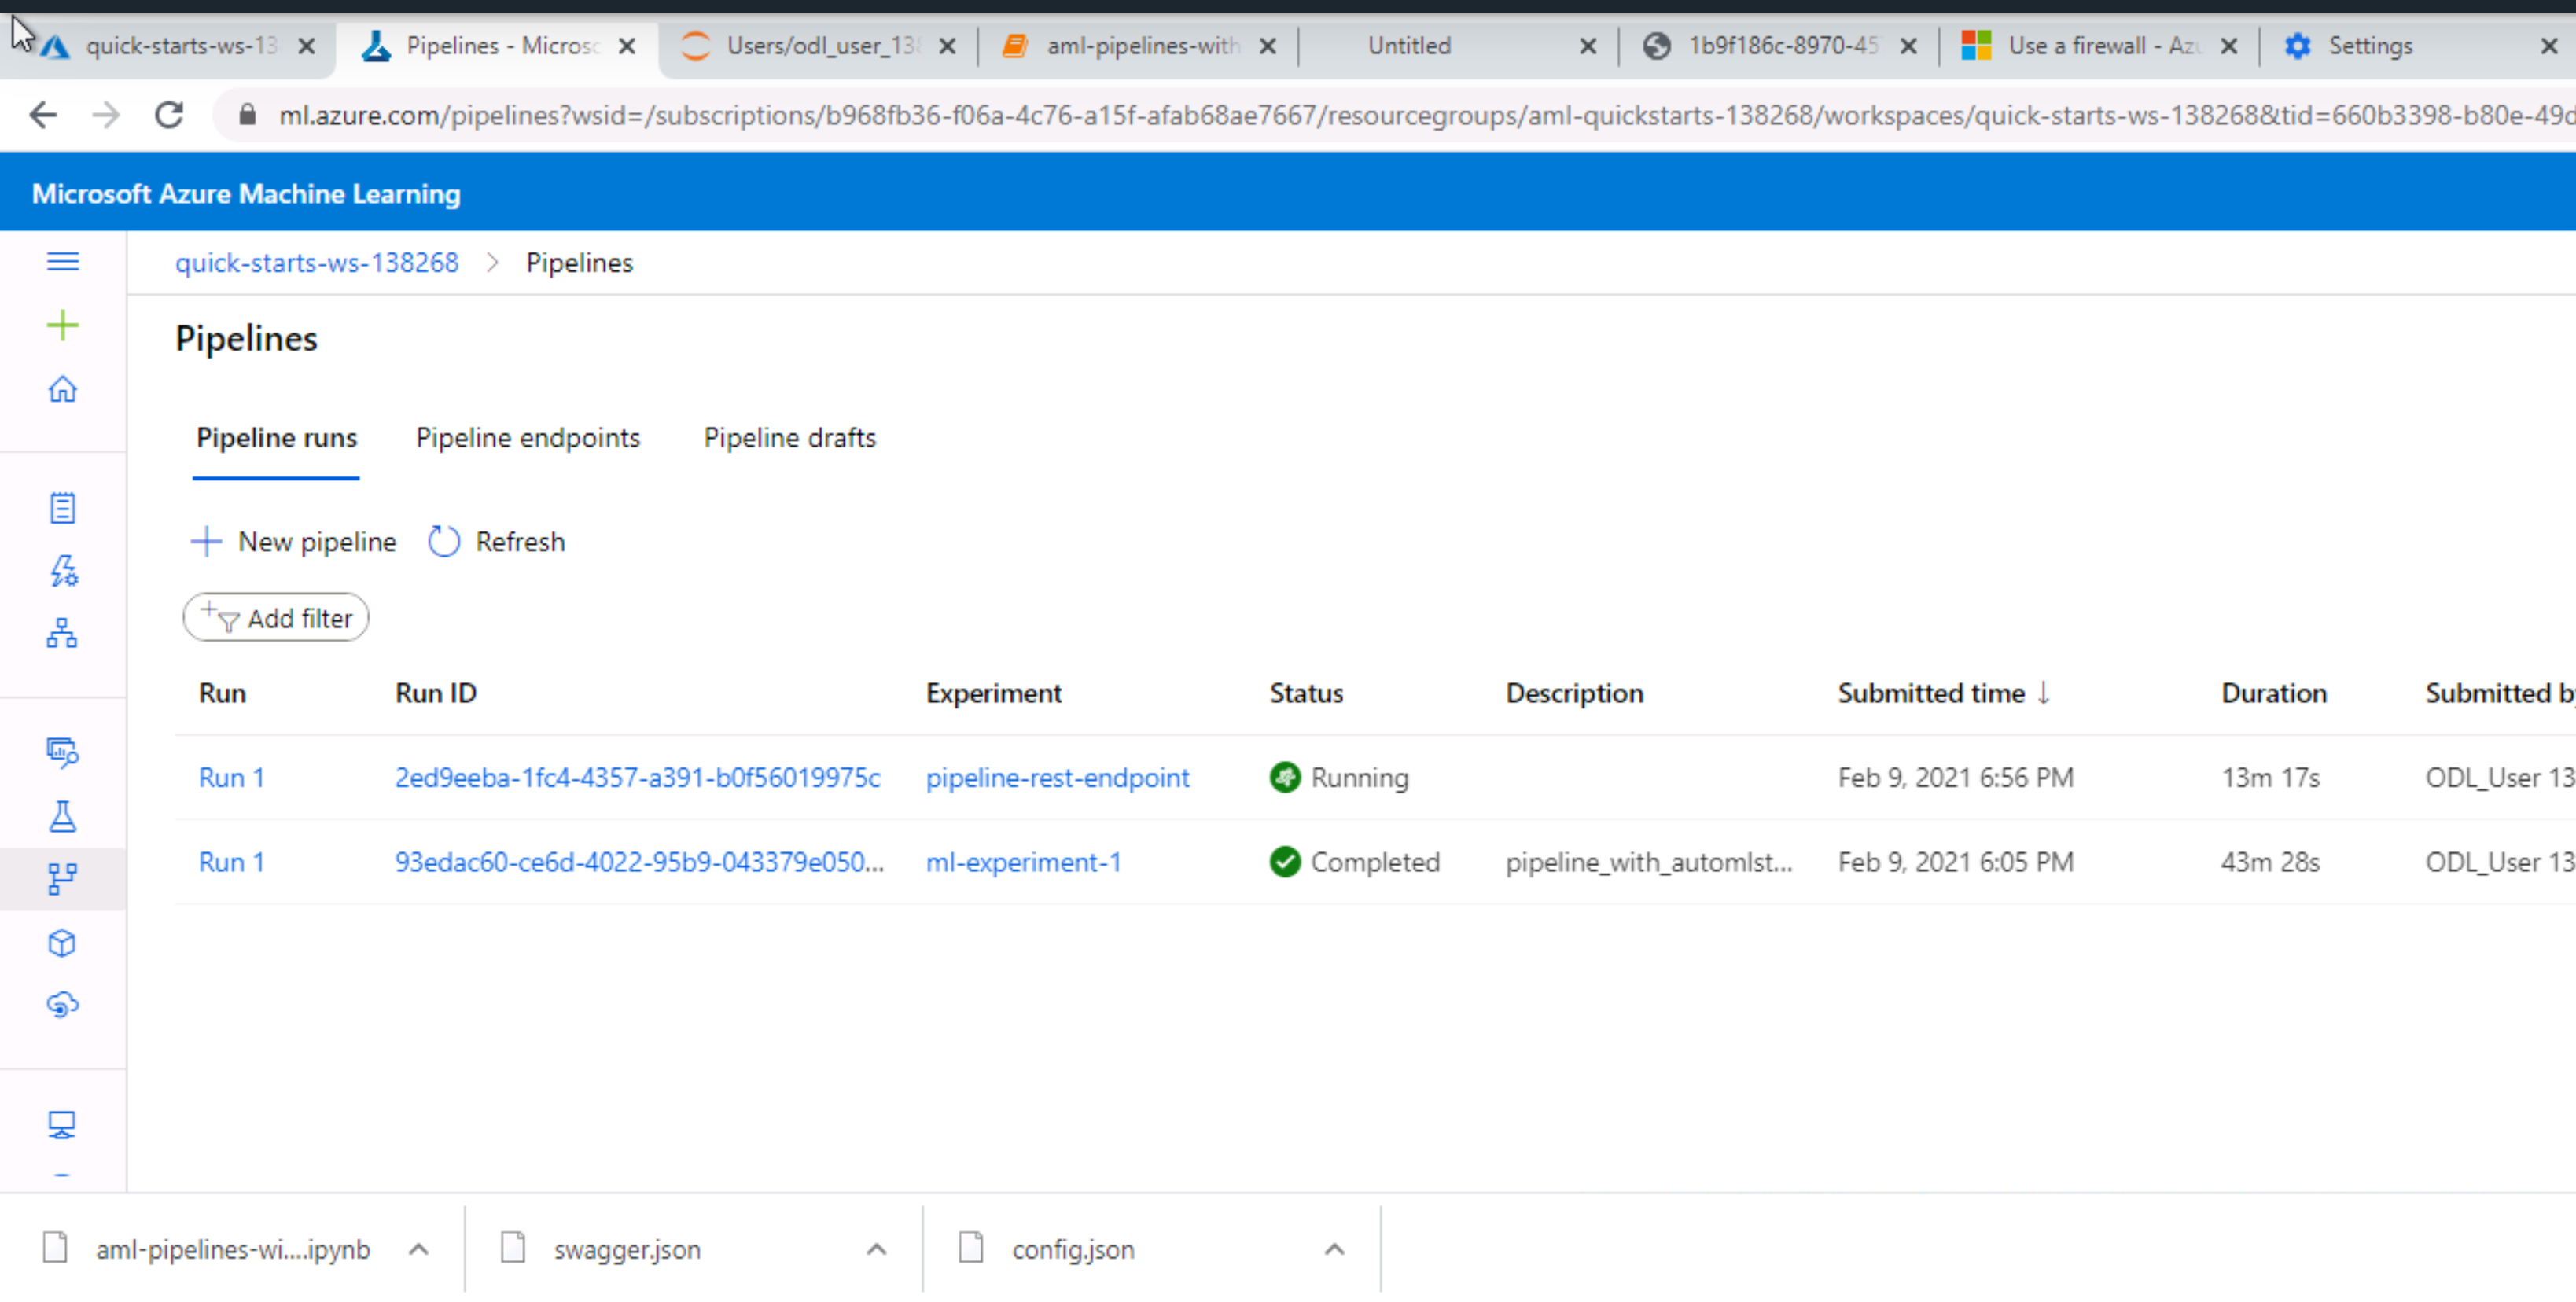 quick-starts-ws-13 Pipelines - Microso Users/odl_user_138 aml-pipelines-with Untitled 1b9f186c-8970-45 Use a firewall - Azu Settings
ml.azure.com/pipelines?wsid=/subscriptions/b968fb36-f06a-4c76-a15f-afab68ae7667/resourcegroups/aml-quickstarts-138268/workspaces/quick-starts-ws-138268&tid=660b3398-b80e-49d
Microsoft Azure Machine Learning
quick-starts-ws-138268 > Pipelines
Pipelines
Pipeline runs Pipeline endpoints Pipeline drafts
New pipeline Refresh
Add filter
Run Run ID Experiment Status Description Submitted time ↓ Duration Submitted b
Run 1 2ed9eeba-1fc4-4357-a391-b0f56019975c pipeline-rest-endpoint Running Feb 9, 2021 6:56 PM 13m 17s ODL_User 13
Run 1 93edac60-ce6d-4022-95b9-043379e050... ml-experiment-1 Completed pipeline_with_automlst... Feb 9, 2021 6:05 PM 43m 28s ODL_User 13
aml-pipelines-wi....ipynb swagger.json config.json